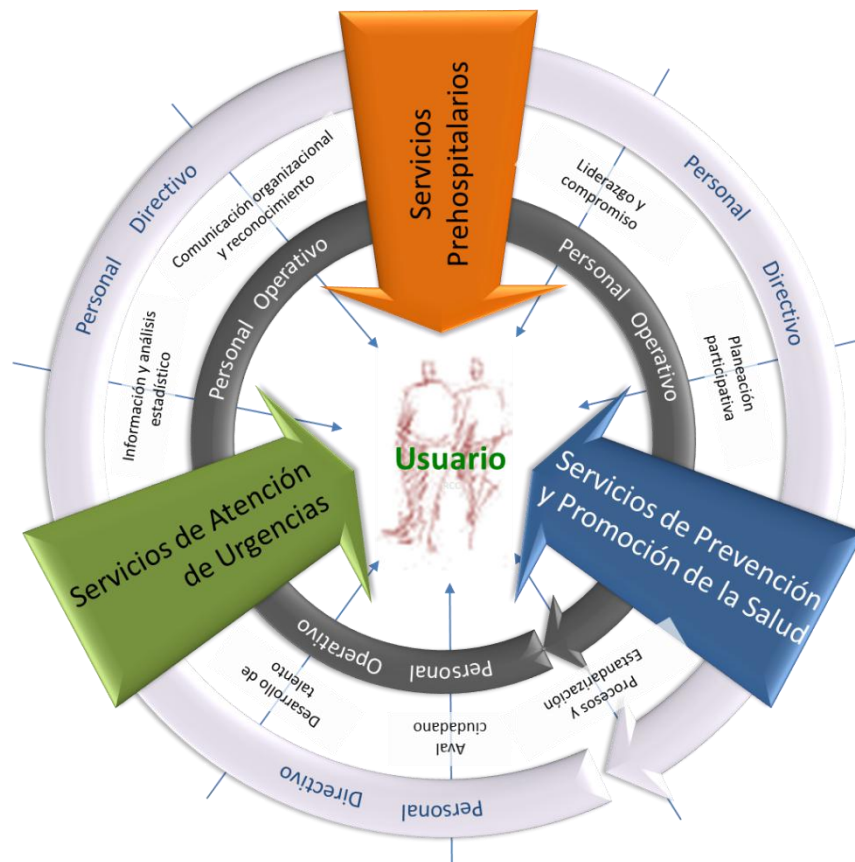 Servicios
Prehospitalarios
Personal Directivo
Liderazgo y
compromiso
Personal Operativo
Planeación
participativa
Servicios de Prevención
y Promoción de la Salud
Procesos y
Estandarización
Aval
ciudadano
Personal Operativo
Personal Directivo
Desarrollo de
talento
Servicios de Atención
de Urgencias
Información y análisis
estadístico
Comunicación organizacional
y reconocimiento
Personal Operativo
Personal Directivo
Usuario